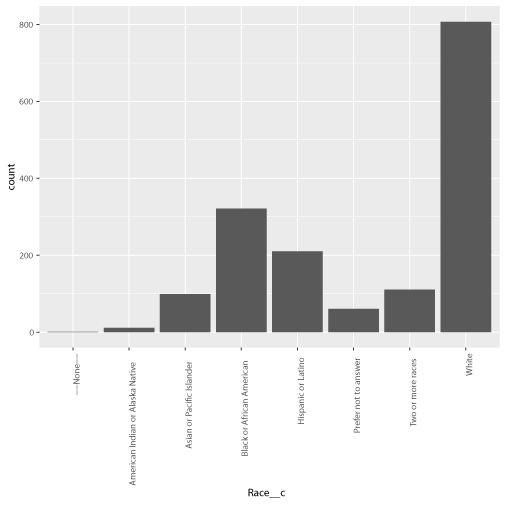 800
600
400
200
0
count
---None---
American Indian or Alaska Native
Asian or Pacific Islander
Black or African American
Hispanic or Latino
Prefer not to answer
Two or more races
White
Race__c